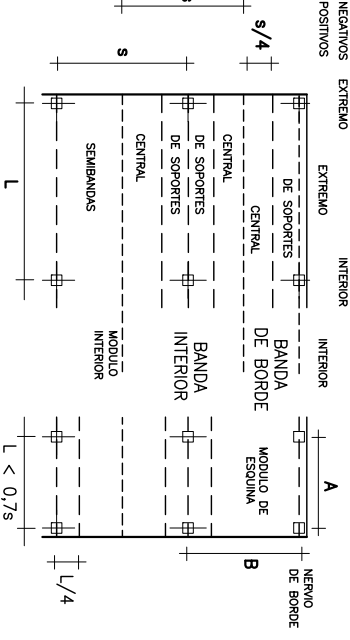 NEGATIVOS EXTREMO INTERIOR
POSITIVOS EXTREMO INTERIOR
s/4
s
DE SOPORTES
CENTRAL
CENTRAL
DE SOPORTES
DE SOPORTES
CENTRAL
SEMIBANDAS
L
BANDA
DE BORDE
BANDA
INTERIOR
MODULO
INTERIOR
A
MODULO DE
ESQUINA
B
NERVIO
DE BORDE
L/4
L < 0,7s